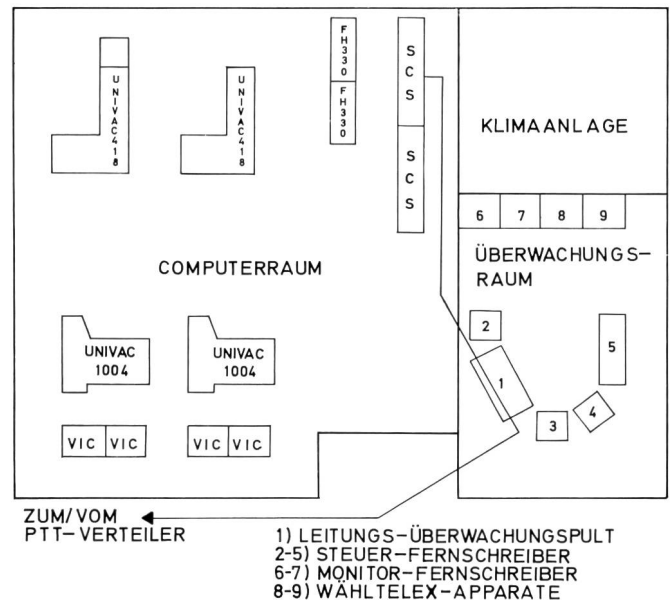 UNIVAC418
UNIVAC418
FH330
FH330
SCS
SCS
KLIMAANLAGE
6 7 8 9
ÜBERWACHUNGS-
RAUM
COMPUTERRAUM
2
5
1
4
3
UNIVAC
1004
UNIVAC
1004
VIC VIC
VIC VIC
ZUM/VOM
PTT-VERTEILER
1) LEITUNGS-ÜBERWACHUNGSPULT
2-5) STEUER-FERNSCHREIBER
6-7) MONITOR-FERNSCHREIBER
8-9) WÄHLTELEX-APPARATE